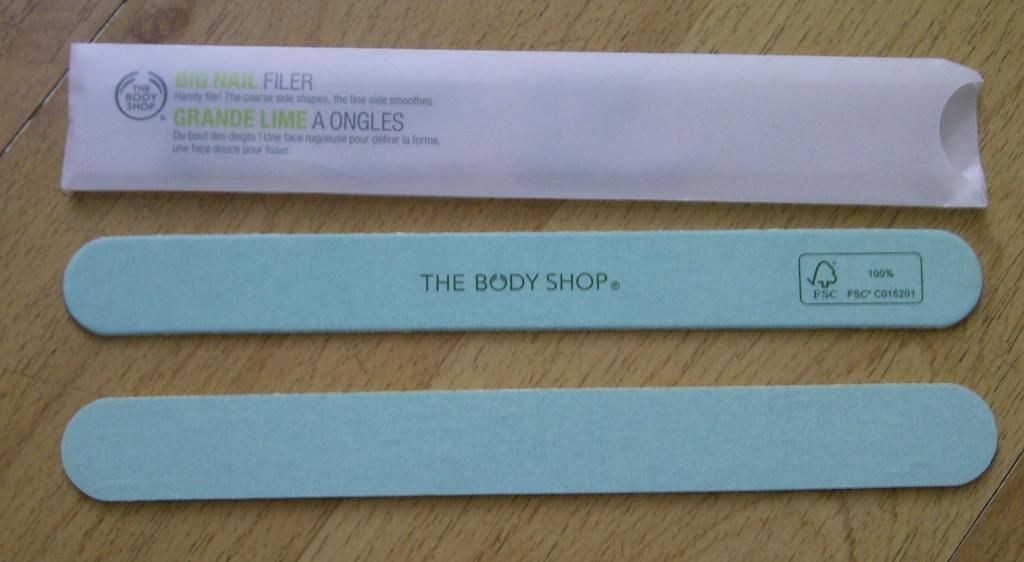 THE
BODY
SHOP®
BIG NAIL FILER
Handy file! The coarse side shapes, the fine side smoothes.
GRANDE LIME A ONGLES
Du bout des doigts ! Une face rugueuse pour définir la forme,
une face douce pour lisser.
THE BODY SHOP®
FSC
100%
FSC® C015201